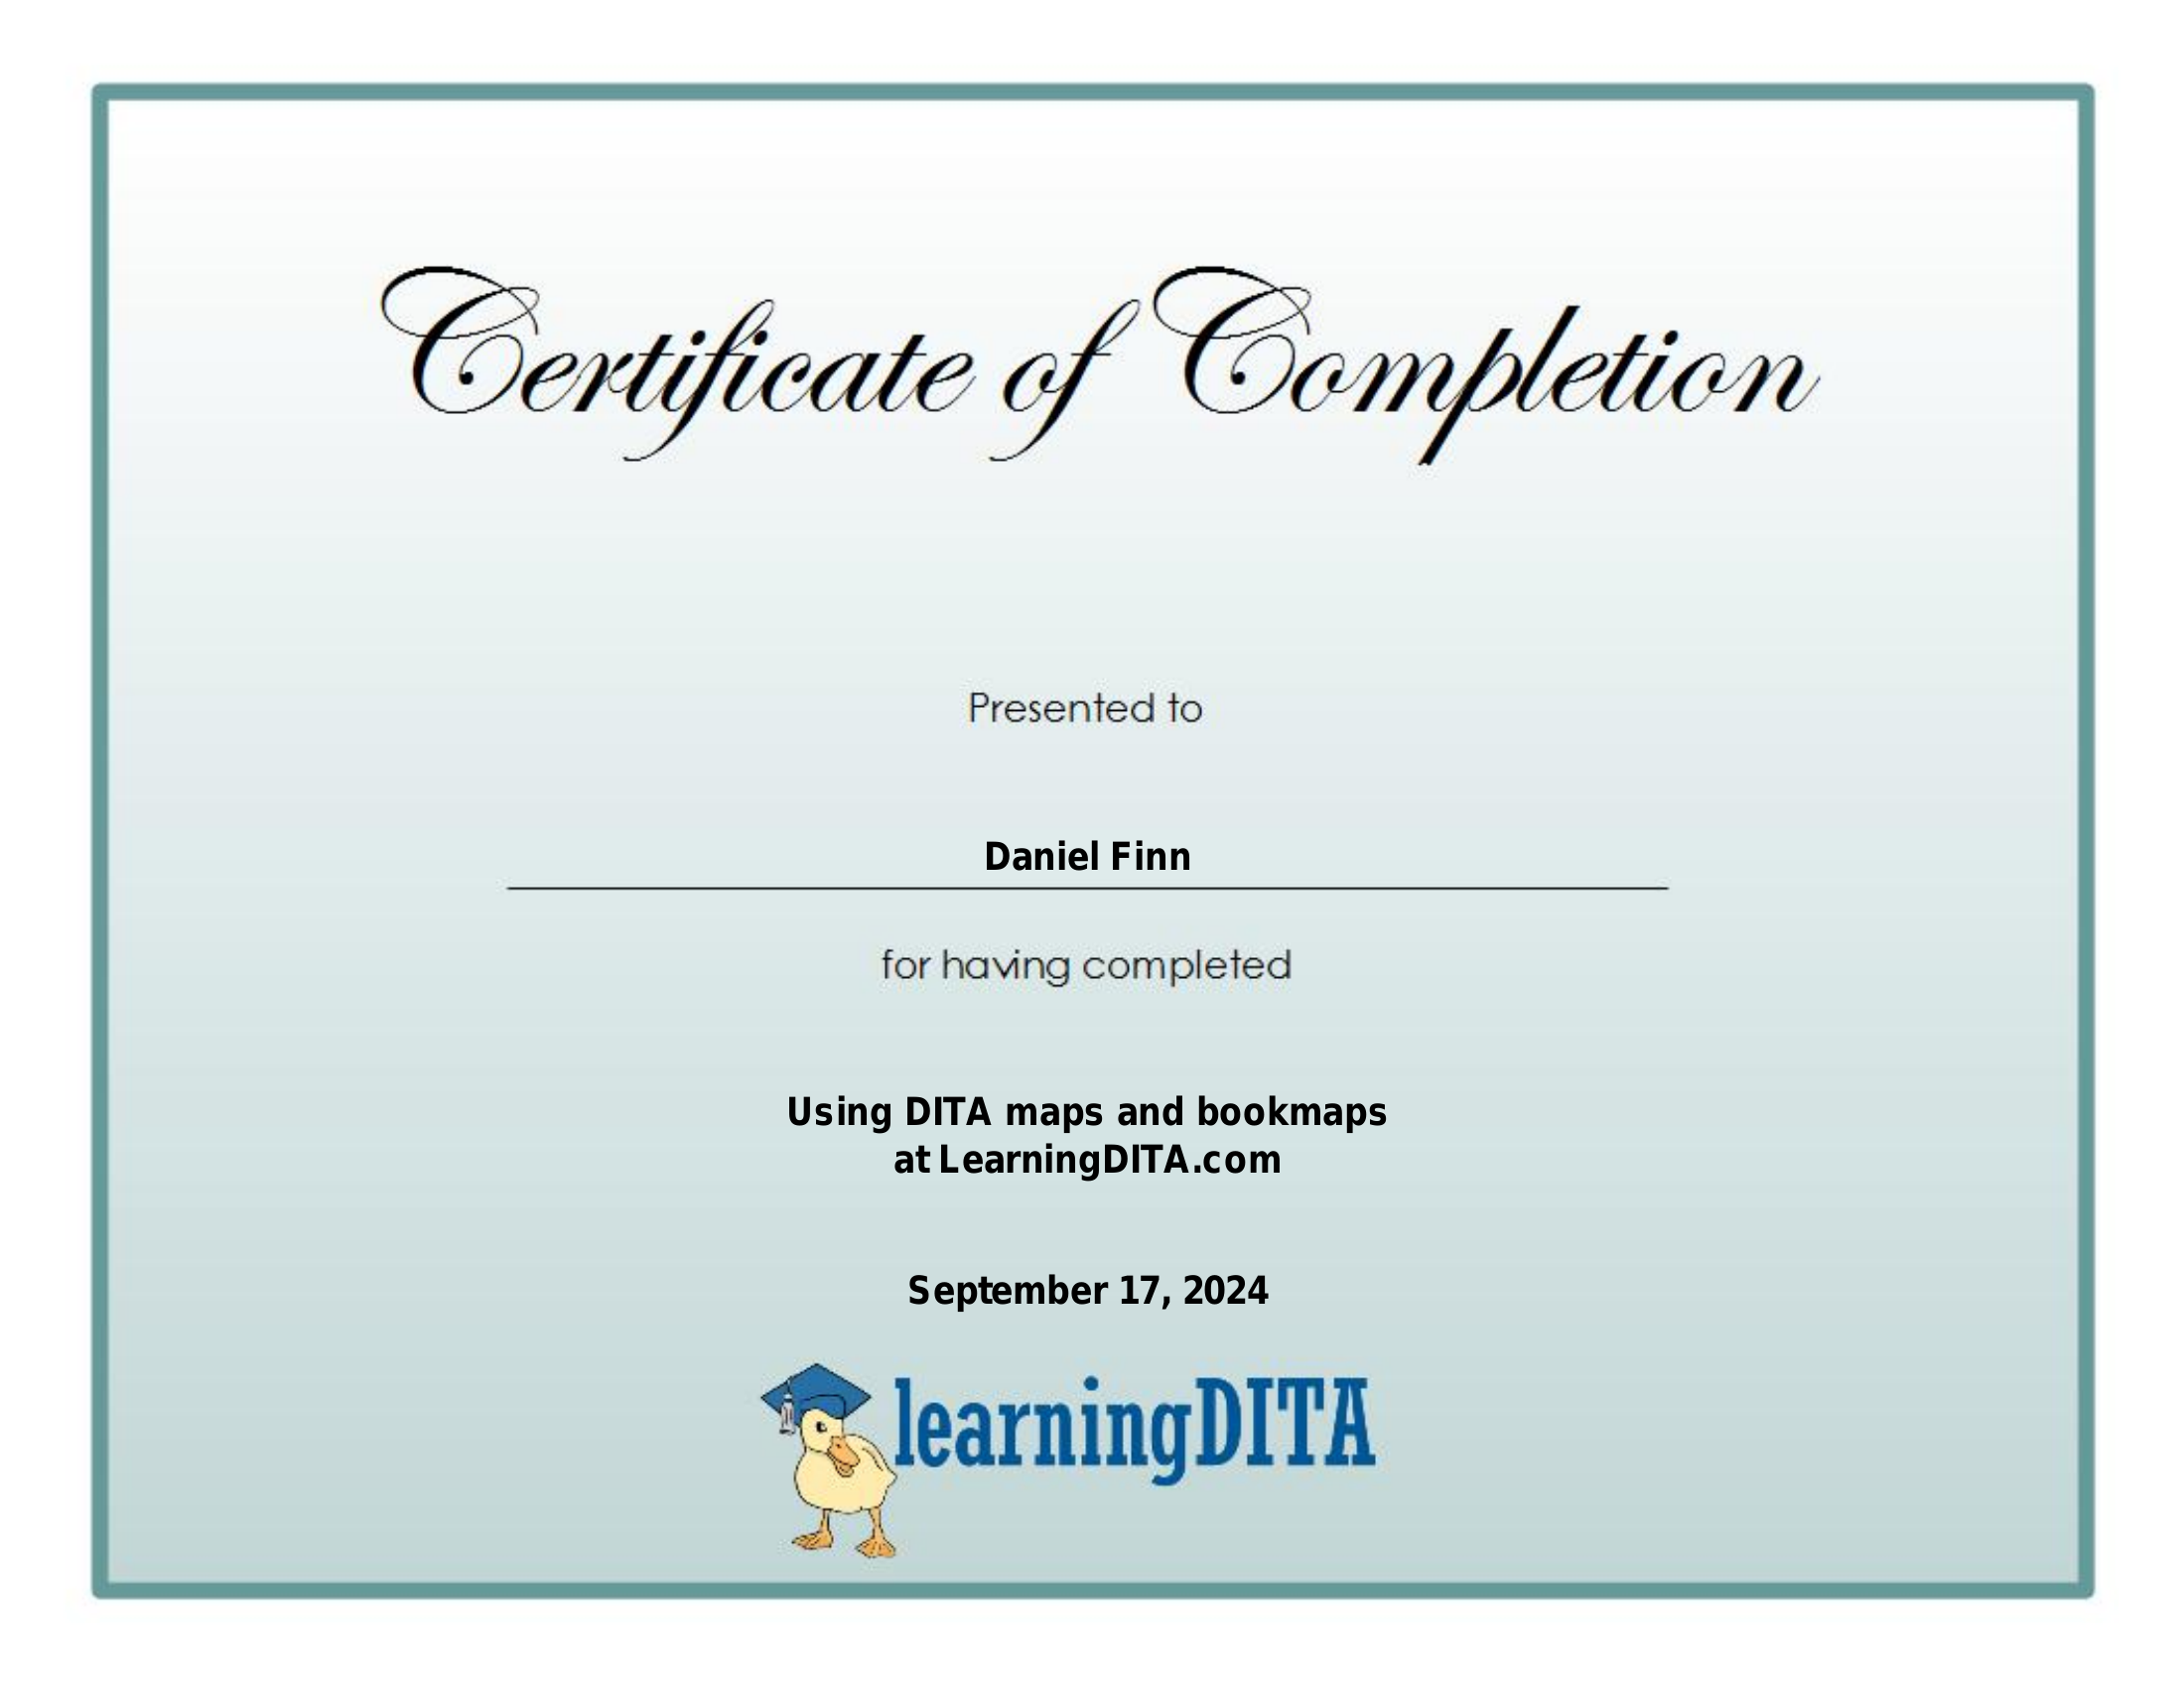 Certificate of Completion
Presented to
Daniel Finn
for having completed
Using DITA maps and bookmaps
at LearningDITA.com
September 17, 2024
learningDITA